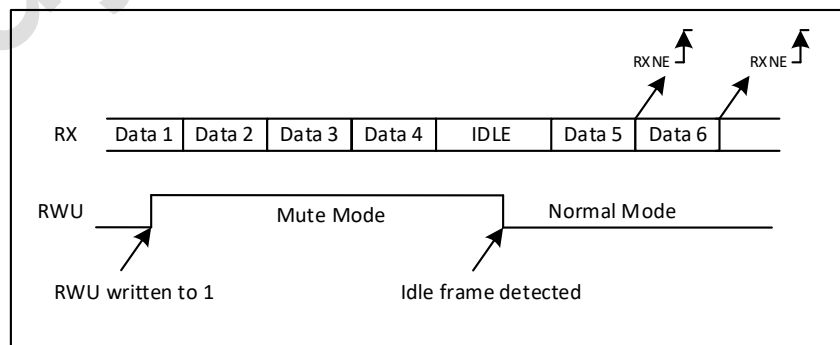 RXNE RXNE
RX Data 1 Data 2 Data 3 Data 4 IDLE Data 5 Data 6
RWU Mute Mode Normal Mode
RWU written to 1 Idle frame detected